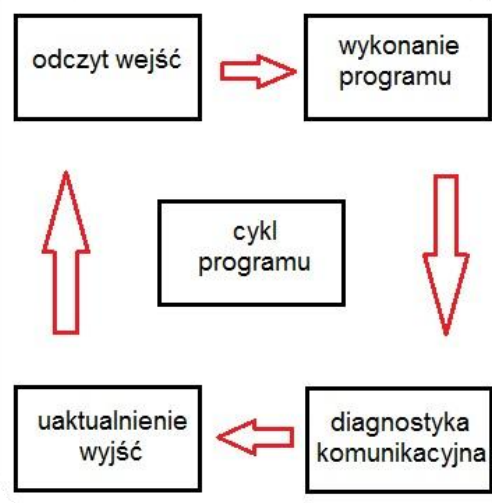 odczyt wejść
wykonanie
programu
cykl
programu
uaktualnienie
wyjść
diagnostyka
komunikacyjna